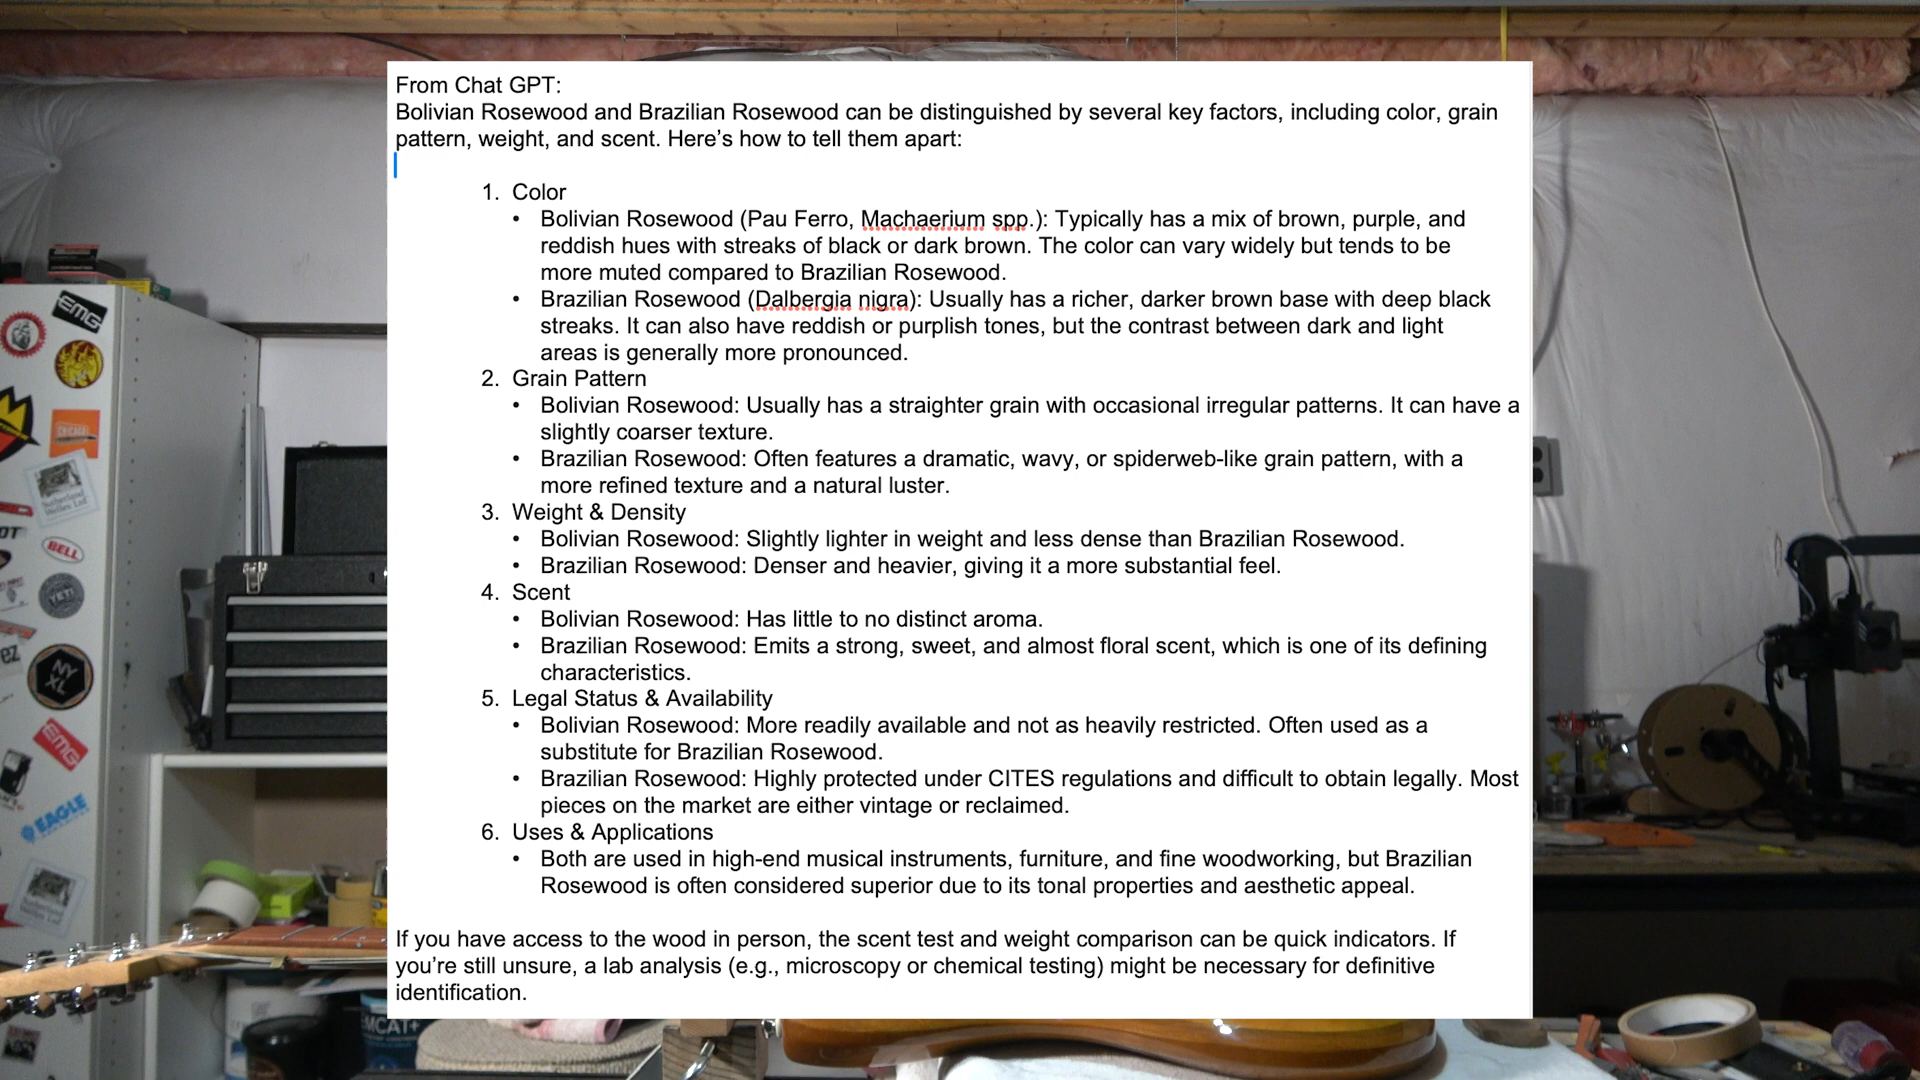 From Chat GPT:
Bolivian Rosewood and Brazilian Rosewood can be distinguished by several key factors, including color, grain
pattern, weight, and scent. Here’s how to tell them apart:
1. Color
• Bolivian Rosewood (Pau Ferro, Machaerium spp.): Typically has a mix of brown, purple, and
reddish hues with streaks of black or dark brown. The color can vary widely but tends to be
more muted compared to Brazilian Rosewood.
• Brazilian Rosewood (Dalbergia nigra): Usually has a richer, darker brown base with deep black
streaks. It can also have reddish or purplish tones, but the contrast between dark and light
areas is generally more pronounced.
2. Grain Pattern
• Bolivian Rosewood: Usually has a straighter grain with occasional irregular patterns. It can have a
slightly coarser texture.
• Brazilian Rosewood: Often features a dramatic, wavy, or spiderweb-like grain pattern, with a
more refined texture and a natural luster.
3. Weight & Density
• Bolivian Rosewood: Slightly lighter in weight and less dense than Brazilian Rosewood.
• Brazilian Rosewood: Denser and heavier, giving it a more substantial feel.
4. Scent
• Bolivian Rosewood: Has little to no distinct aroma.
• Brazilian Rosewood: Emits a strong, sweet, and almost floral scent, which is one of its defining
characteristics.
5. Legal Status & Availability
• Bolivian Rosewood: More readily available and not as heavily restricted. Often used as a
substitute for Brazilian Rosewood.
• Brazilian Rosewood: Highly protected under CITES regulations and difficult to obtain legally. Most
pieces on the market are either vintage or reclaimed.
6. Uses & Applications
• Both are used in high-end musical instruments, furniture, and fine woodworking, but Brazilian
Rosewood is often considered superior due to its tonal properties and aesthetic appeal.
If you have access to the wood in person, the scent test and weight comparison can be quick indicators. If
you’re still unsure, a lab analysis (e.g., microscopy or chemical testing) might be necessary for definitive
identification.
EMG
CHICAGO
BELL
NY
XL
EMG
EAGLE
MCAT+